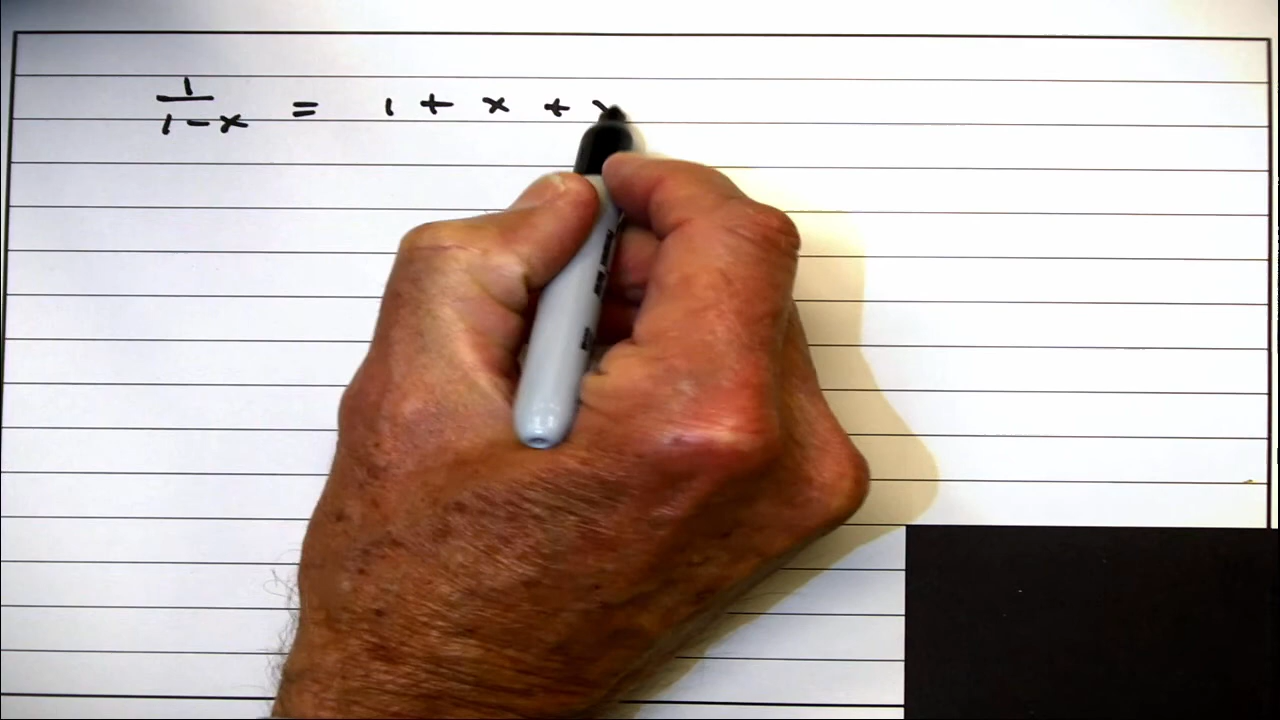 1/(1-x) = 1 + x + x